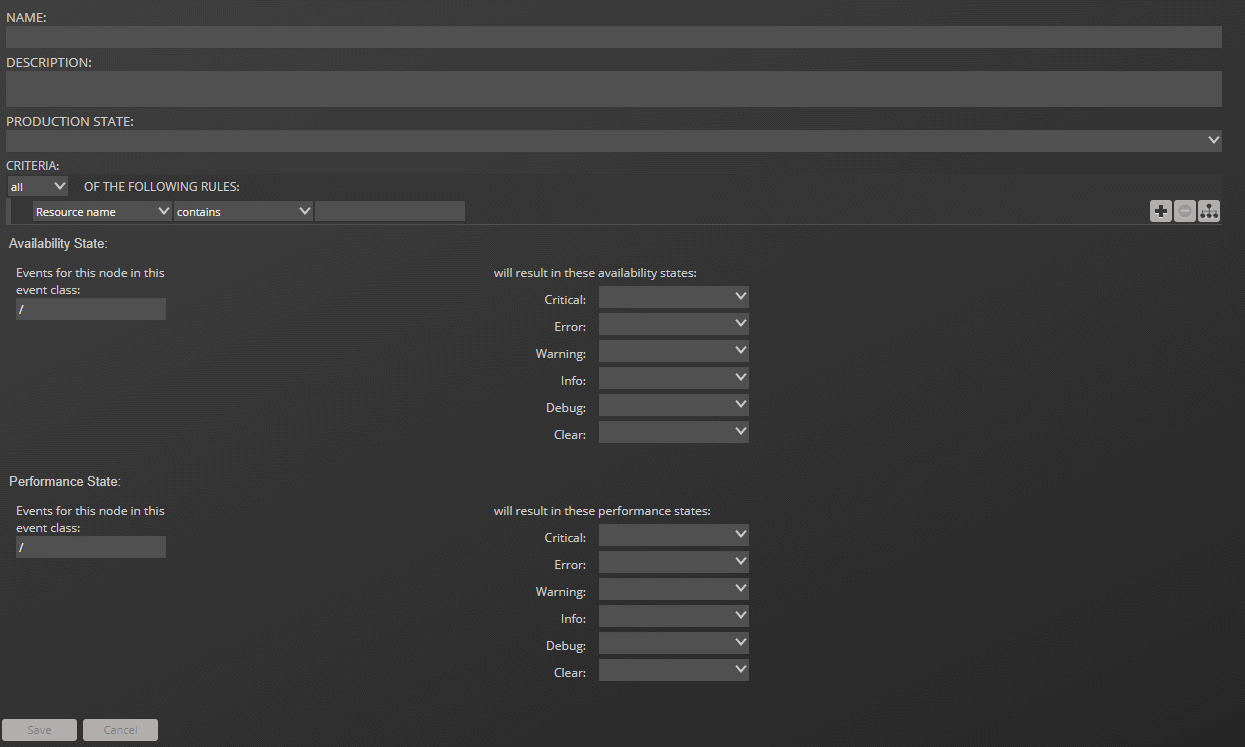 NAME:
DESCRIPTION:
PRODUCTION STATE:
CRITERIA:
all OF THE FOLLOWING RULES:
Resource name contains
Availability State:
Events for this node in this
event class:
/
will result in these availability states:
Critical:
Error:
Warning:
Info:
Debug:
Clear:
Performance State:
Events for this node in this
event class:
/
will result in these performance states:
Critical:
Error:
Warning:
Info:
Debug:
Clear:
Save Cancel